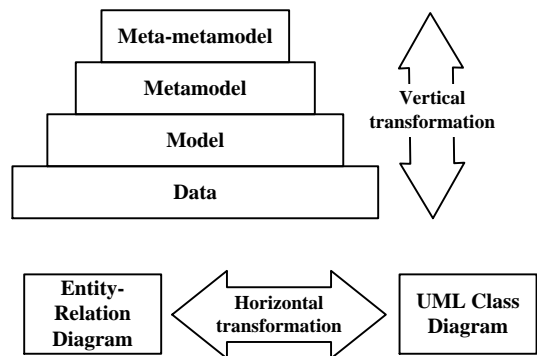 Meta-metamodel
Metamodel
Model
Data
Vertical
transformation
Entity-
Relation
Diagram
Horizontal
transformation
UML Class
Diagram